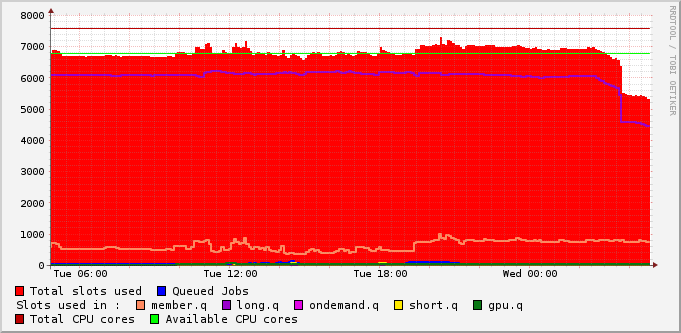 8000
7000
6000
5000
4000
3000
2000
1000
0
Tue 06:00 Tue 12:00 Tue 18:00 Wed 00:00
Total slots used Queued Jobs
Slots used in : member.q long.q ondemand.q short.q gpu.q
Total CPU cores Available CPU cores
RRDTOOL / TOBI OETIKER